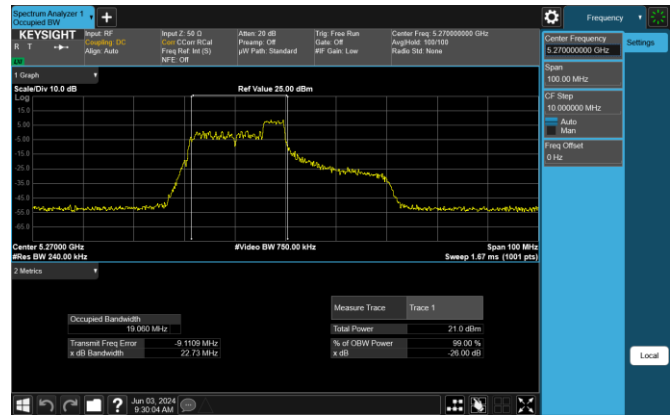 Spectrum Analyzer 1
Occupied BW
Frequency
KEYSIGHT
R T
Input: RF
Coupling: DC
Align: Auto
Input Z: 50 Ω
Corr CCorr RCal
Freq Ref: Int (S)
NFE: Off
Atten: 20 dB
Preamp: Off
µW Path: Standard
Trig: Free Run
Gate: Off
#IF Gain: Low
Center Freq: 5.270000000 GHz
Avg|Hold: 100/100
Radio Std: None
1 Graph
Scale/Div 10.0 dB
Ref Value 25.00 dBm
Log
15.0
5.00
-5.00
-15.0
-25.0
-35.0
-45.0
-55.0
-65.0
Center 5.27000 GHz
#Res BW 240.00 kHz
#Video BW 750.00 kHz
Span 100 MHz
Sweep 1.67 ms (1001 pts)
2 Metrics
Occupied Bandwidth
19.060 MHz
Transmit Freq Error -9.1109 MHz
x dB Bandwidth 22.73 MHz
Measure Trace Trace 1
Total Power 21.0 dBm
% of OBW Power 99.00 %
x dB -26.00 dB
Center Frequency
5.270000000 GHz
Span
100.00 MHz
CF Step
10.000000 MHz
Auto
Man
Freq Offset
0 Hz
Settings
Local
Jun 03, 2024
9:30:04 AM